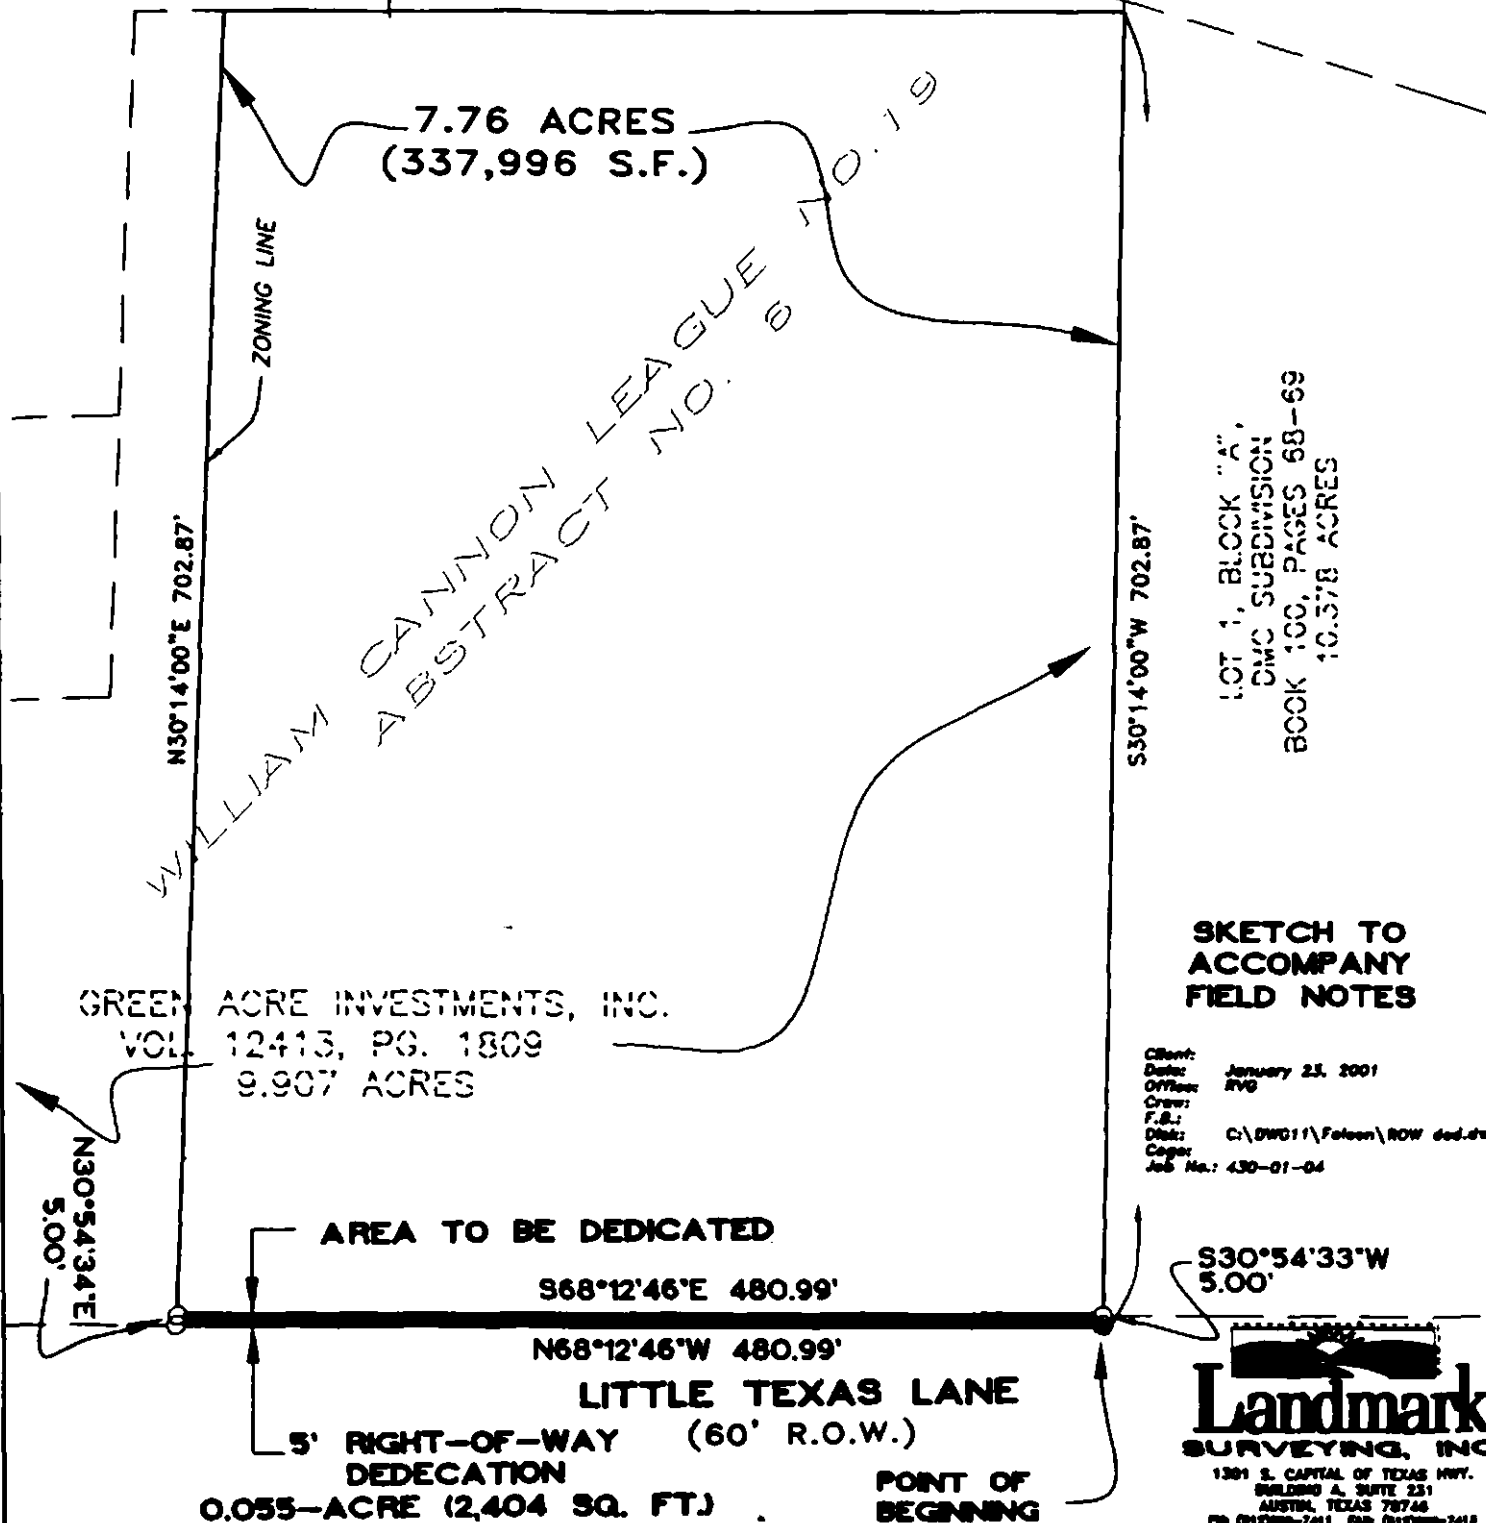 7.76 ACRES
(337,996 S.F.)
ZONING LINE
WILLIAM CANNON LEAGUE NO. 19
ABSTRACT NO. 6
N30°14'00"E 702.87'
S30°14'00"W 702.87'
LOT 1, BLOCK "A",
DMC SUBDIVISION
BOOK 100, PAGES 68-69
10.378 ACRES
SKETCH TO
ACCOMPANY
FIELD NOTES
GREEN ACRE INVESTMENTS, INC.
VOL. 12413, PG. 1809
9.907 ACRES
Client:
Date: January 23, 2001
Office: RVG
Crew:
F.B.:
Disk: C:\DWG11\Folsom\ROW ded.dw
Cogo:
Job No.: 430-01-04
N30°54'34"E
5.00'
AREA TO BE DEDICATED
S68°12'46"E 480.99'
S30°54'33"W
5.00'
N68°12'46"W 480.99'
LITTLE TEXAS LANE
(60' R.O.W.)
5' RIGHT-OF-WAY
DEDECATION
0.055-ACRE (2,404 SQ. FT.)
POINT OF
BEGINNING
Landmark
SURVEYING, INC
1301 S. CAPITAL OF TEXAS HWY.
BUILDING A, SUITE 231
AUSTIN, TEXAS 78746